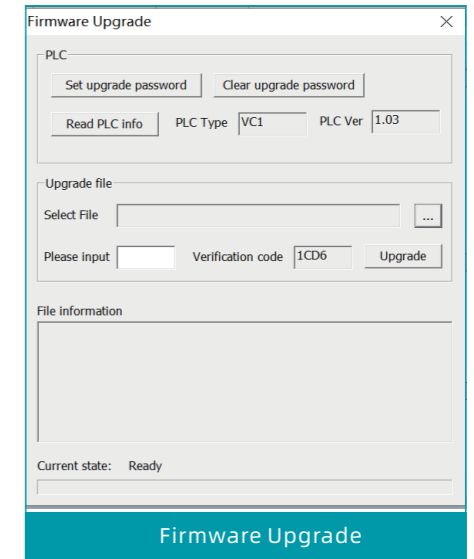 Firmware Upgrade
PLC
Set upgrade password Clear upgrade password
Read PLC info PLC Type VC1 PLC Ver 1.03
Upgrade file
Select File ...
Please input Verification code 1CD6 Upgrade
File information
Current state: Ready
Firmware Upgrade